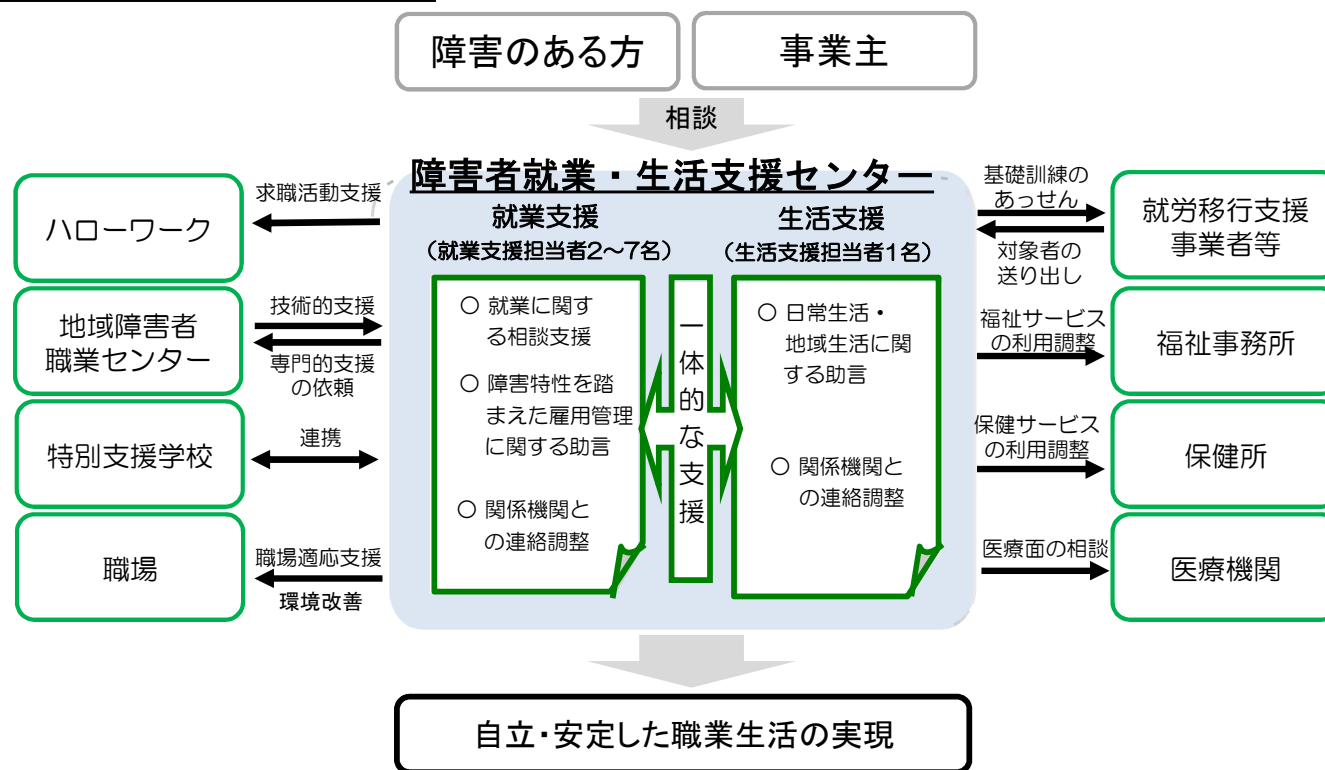 障害のある方
事業主
相談
障害者就業・生活支援センター
就業支援
（就業支援担当者2～7名）
○ 就業に関す
る相談支援
○ 障害特性を踏
まえた雇用管理
に関する助言
○ 関係機関と
の連絡調整
一体的な支援
生活支援
（生活支援担当者1名）
○ 日常生活・
地域生活に関
する助言
○ 関係機関と
の連絡調整
ハローワーク
求職活動支援
地域障害者
職業センター
技術的支援
専門的支援
の依頼
特別支援学校
連携
職場
職場適応支援
環境改善
基礎訓練の
あっせん
対象者の
送り出し
就労移行支援
事業者等
福祉サービス
の利用調整
福祉事務所
保健サービス
の利用調整
保健所
医療面の相談
医療機関
自立・安定した職業生活の実現